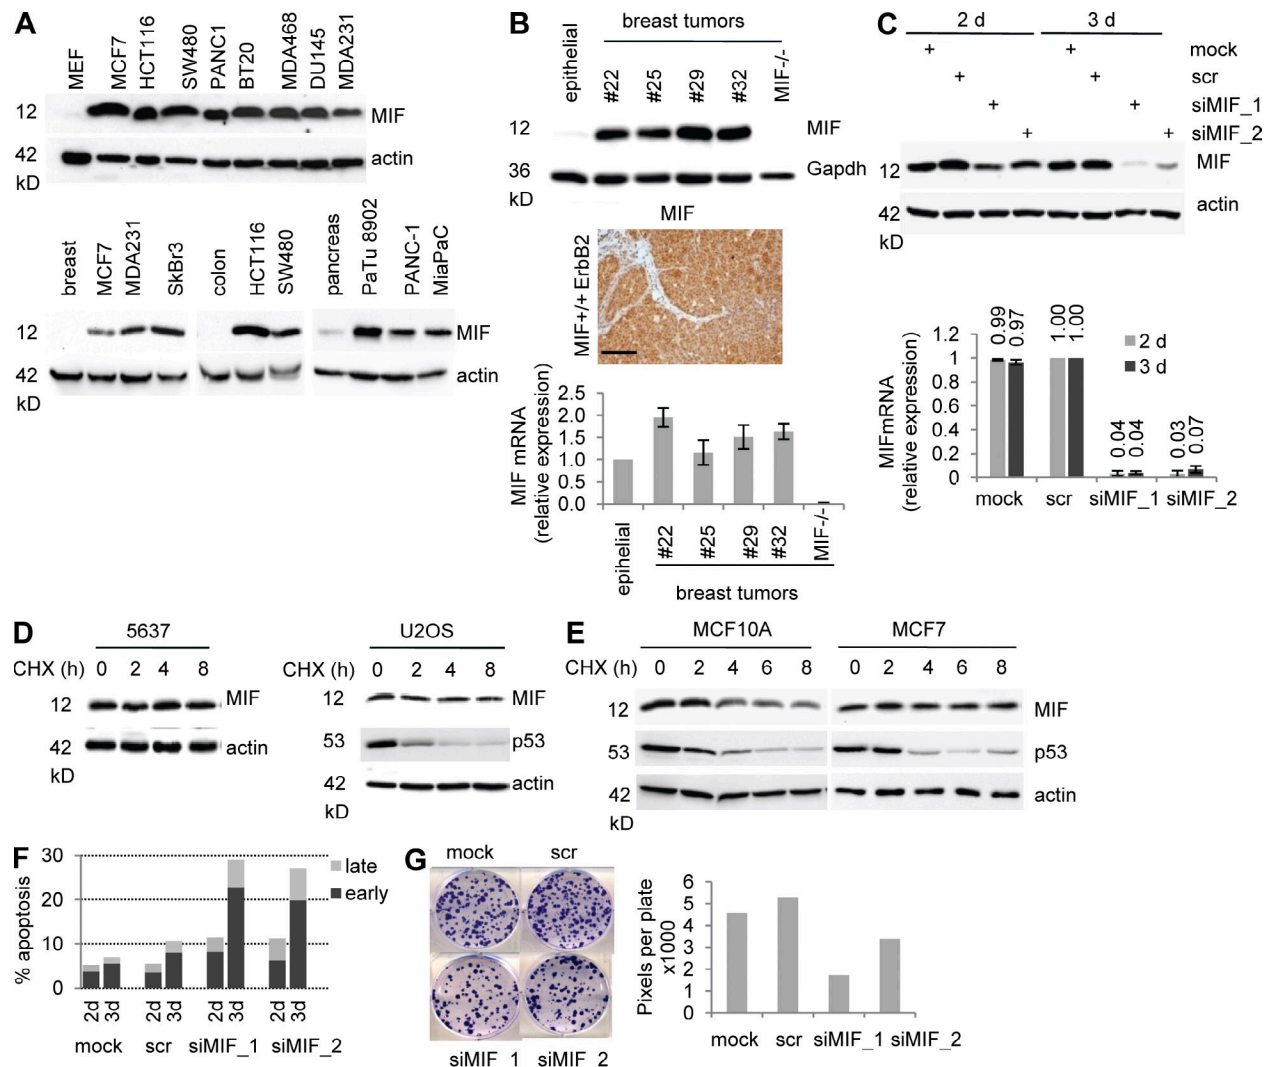 A
MEF MCF7 HCT116 SW480 PANC1 BT20 MDA468 DU145 MDA231
12 MIF
42 actin
kD
breast MCF7 MDA231 SkBr3 colon HCT116 SW480 pancreas PaTu 8902 PANC-1 MiaPaC
12 MIF
42 actin
kD
B
breast tumors
epithelial #22 #25 #29 #32 MIF-/-
12 MIF
36 Gapdh
kD
MIF
MIF+/+ ErbB2
MIF mRNA
(relative expression)
2.5
2.0
1.5
1.0
0.5
0.0
epihelial #22 #25 #29 #32 MIF-/-
breast tumors
C
2 d 3 d
+ + mock
+ + scr
+ + siMIF_1
+ + siMIF_2
12 MIF
42 actin
kD
MIFmRNA
(relative expression)
1.2
1
0.8
0.6
0.4
0.2
0
0.99 0.97 1.00 1.00 0.04 0.04 0.03 0.07
2 d
3 d
mock scr siMIF_1 siMIF_2
D
5637
CHX (h) 0 2 4 8
12 MIF
42 actin
kD
U2OS
CHX (h) 0 2 4 8
12 MIF
53 p53
42 actin
kD
E
MCF10A MCF7
CHX (h) 0 2 4 6 8 0 2 4 6 8
12 MIF
53 p53
42 actin
kD
F
% apoptosis
30
20
10
0
late
early
2d 3d 2d 3d 2d 3d 2d 3d
mock scr siMIF_1 siMIF_2
G
mock scr
siMIF 1 siMIF 2
Pixels per plate
x1000
6
5
4
3
2
1
0
mock scr siMIF_1 siMIF_2